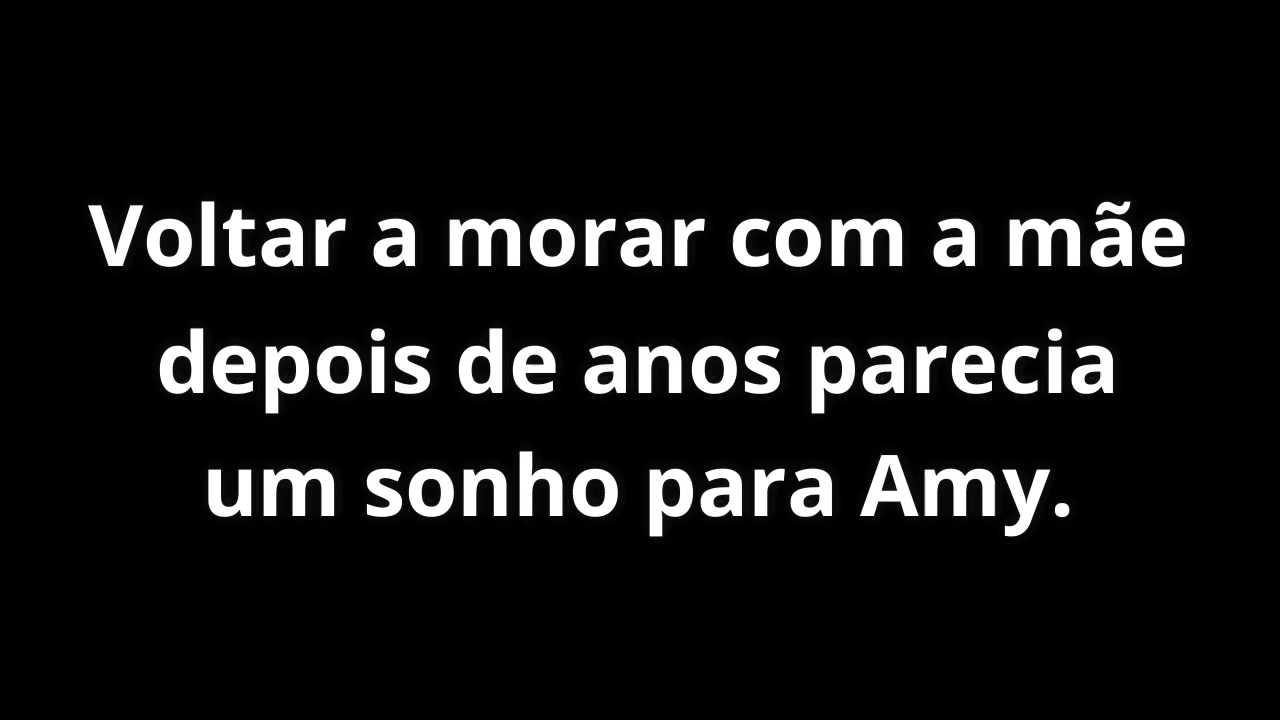 Voltar a morar com a mãe
depois de anos parecia
um sonho para Amy.